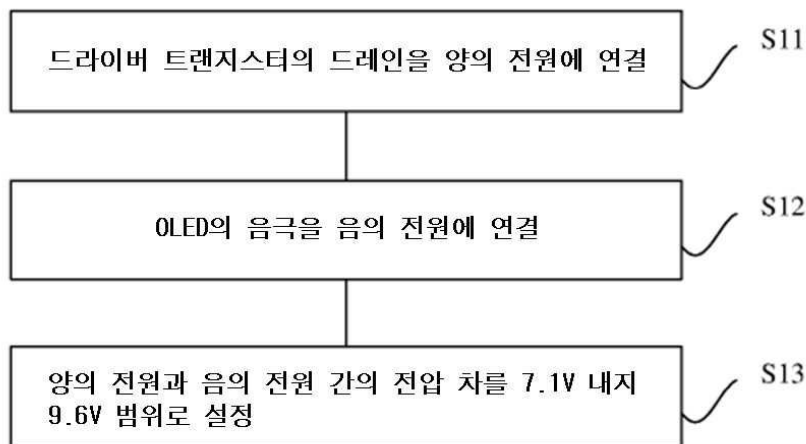 드라이버 트랜지스터의 드레인을 양의 전원에 연결
S11
OLED의 음극을 음의 전원에 연결
S12
양의 전원과 음의 전원 간의 전압 차를 7.1V 내지
9.6V 범위로 설정
S13